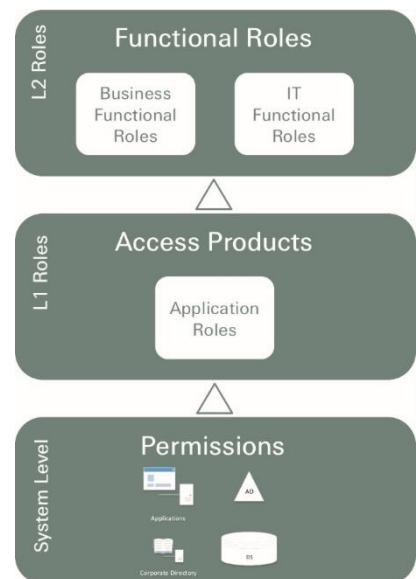 L2 Roles
Functional Roles
Business
Functional
Roles
IT
Functional
Roles
L1 Roles
Access Products
Application
Roles
System Level
Permissions
Applications
AD
Corporate Directory
DS